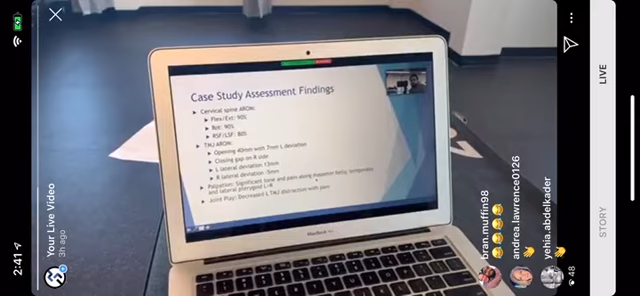 Case Study Assessment Findings
Cervical spine AROM:
Flex/Ext: 90%
Rot: 90%
RSF/LSF: 80%
TMJ AROM:
Opening 40mm with 7mm L deviation
Closing gap on R side
L lateral deviation 13mm
R lateral deviation -5mm
Palpation: Significant tone and pain along masseter belly, temporalis
and lateral pterygoid L>R
Joint Play: Decreased L TMJ distraction with pain
MacBook
2:41
Your Live Video
3h ago
bran.muffin98
andrea.lawrence0126
yehia.abdelkader
48
LIVE
STORY